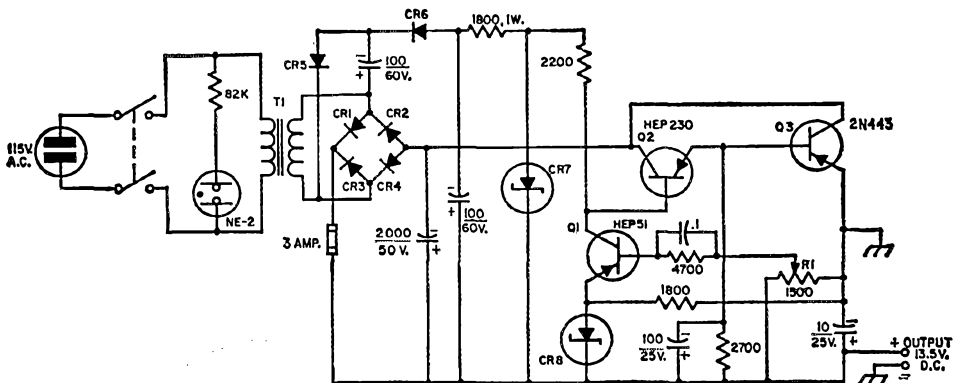 CR6
1800, 1W.
CR5
100
60V.
2200
82K
T1
CR1
CR2
HEP 230
Q2
Q3
2N443
115V.
A.C.
CR3
CR4
CR7
NE-2
3 AMP.
2000
50V.
100
60V.
Q1
HEP51
.1
4700
R1
1500
1800
CR8
100
25V.
2700
10
25V.
+ OUTPUT
13.5V.
D.C.